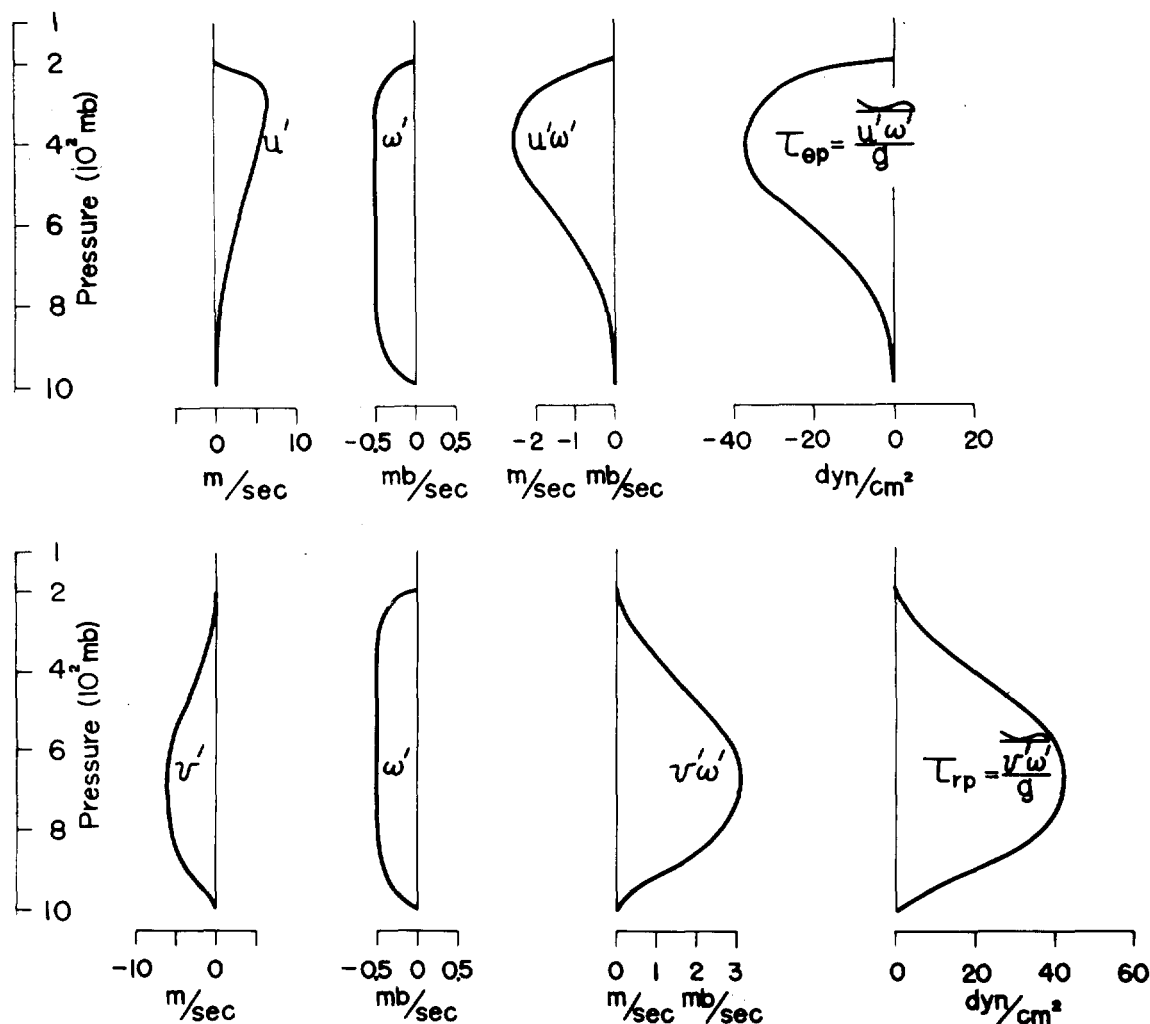 Pressure (10² mb)
1
2
4
6
8
10
u'
ω'
u'ω'
τθp = u'ω'/g
0 10
m/sec
-0.5 0 0.5
mb/sec
-2 -1 0
m/sec mb/sec
-40 -20 0 20
dyn/cm²
Pressure (10² mb)
1
2
4
6
8
10
v'
ω'
v'ω'
τrp = v'ω'/g
-10 0
m/sec
-0.5 0 0.5
mb/sec
0 1 2 3
m/sec mb/sec
0 20 40 60
dyn/cm²